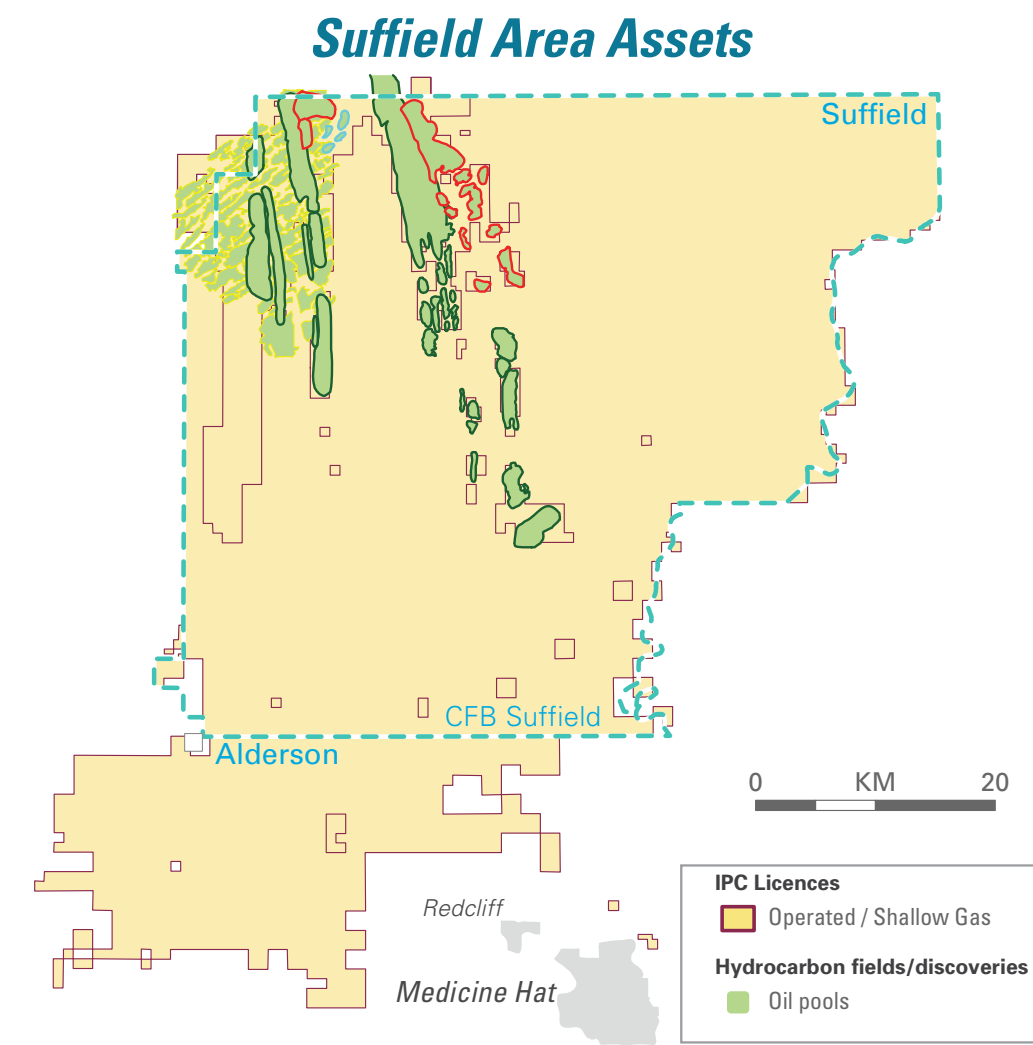 Suffield Area Assets
Suffield
CFB Suffield
Alderson
0 KM 20
Redcliff
Medicine Hat
IPC Licences
Operated / Shallow Gas
Hydrocarbon fields/discoveries
Oil pools